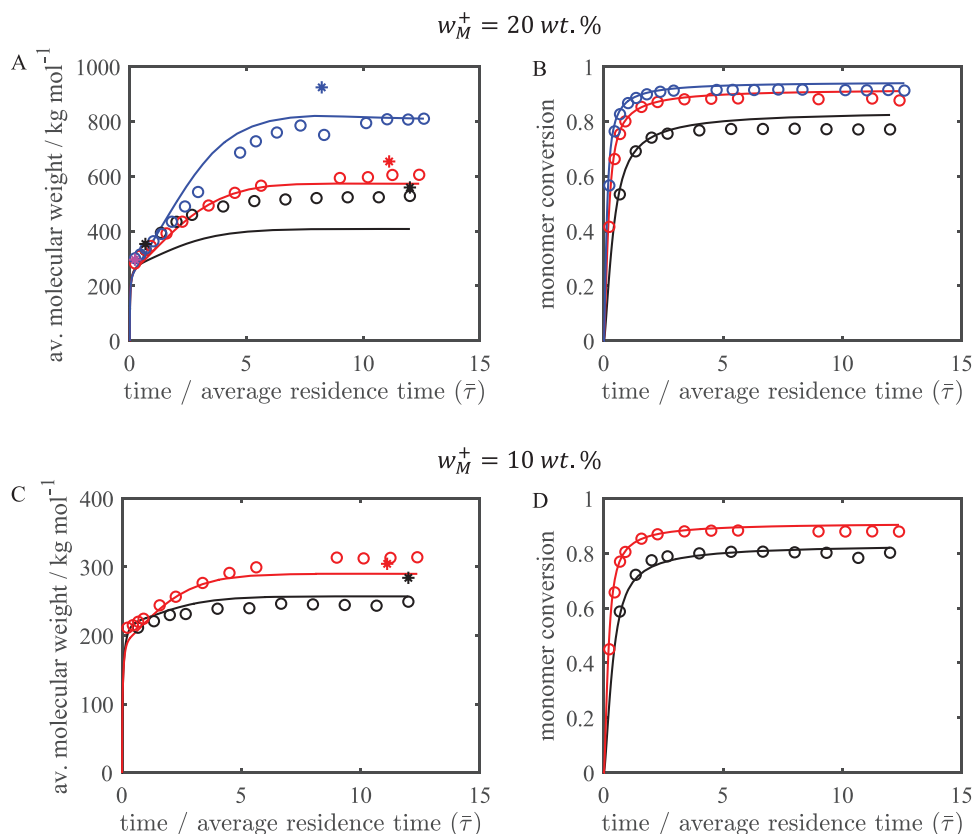 w_M^+ = 20 wt.%
A
1000
800
600
400
200
0
0 5 10 15
av. molecular weight / kg mol^-1
time / average residence time (τ̄)
B
1
0.8
0.6
0.4
0.2
0
0 5 10 15
monomer conversion
time / average residence time (τ̄)
w_M^+ = 10 wt.%
C
400
300
200
100
0
0 5 10 15
av. molecular weight / kg mol^-1
time / average residence time (τ̄)
D
1
0.8
0.6
0.4
0.2
0
0 5 10 15
monomer conversion
time / average residence time (τ̄)